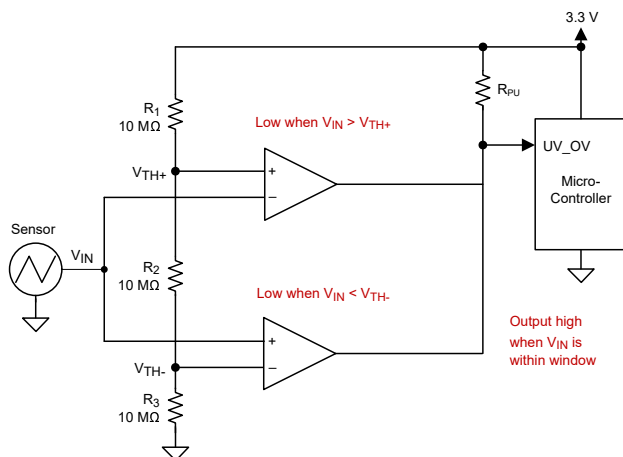 3.3 V
R1
10 MΩ
Low when VIN > VTH+
RPU
VTH+
+
−
UV_OV
Micro-
Controller
Sensor
VIN
R2
10 MΩ
Low when VIN < VTH-
+
−
Output high
when VIN is
within window
VTH-
R3
10 MΩ